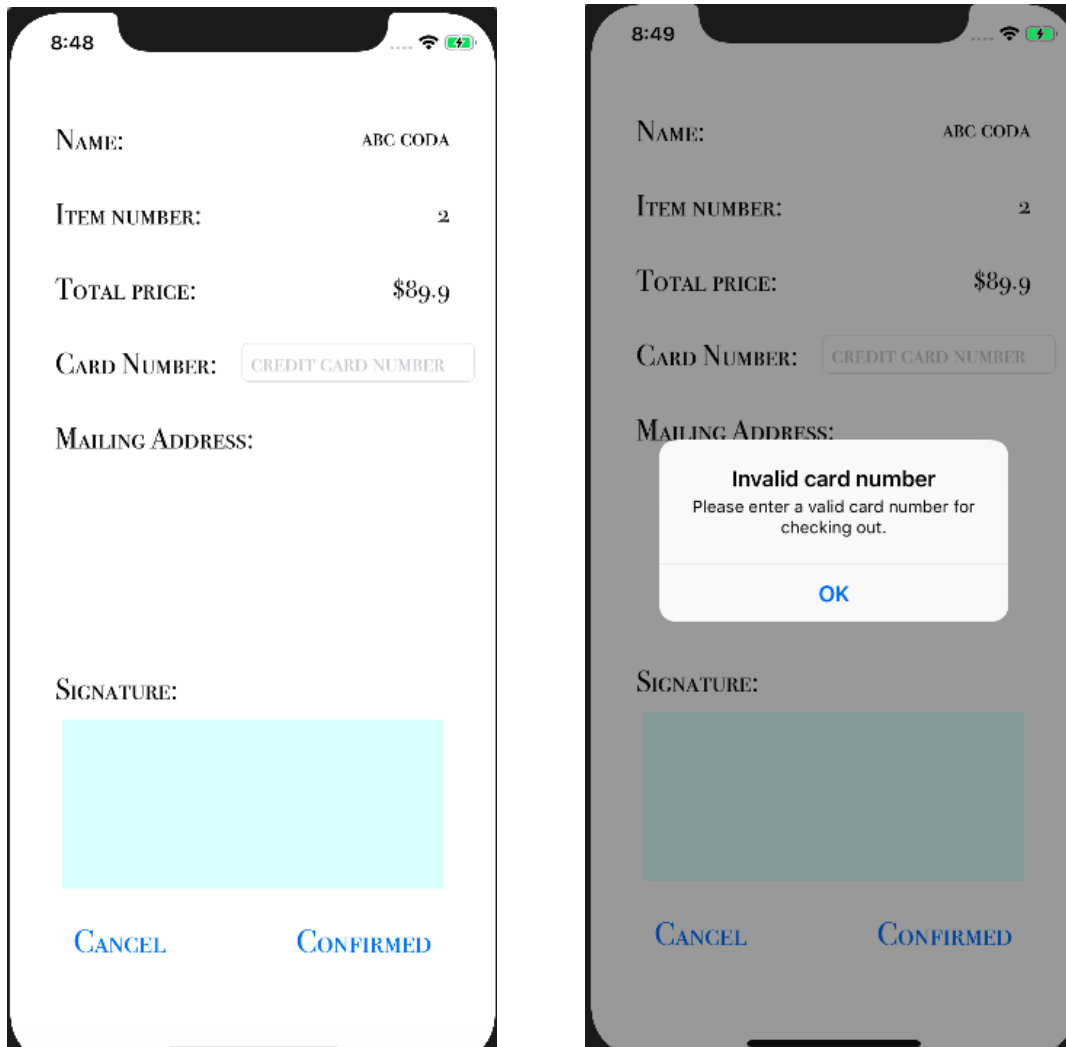 8:48
Name: ABC CODA
Item number: 2
Total price: $89.9
Card Number: CREDIT CARD NUMBER
Mailing Address:
Signature:
Cancel Confirmed
8:49
Name: ABC CODA
Item number: 2
Total price: $89.9
Card Number: CREDIT CARD NUMBER
Mailing Address:
Invalid card number
Please enter a valid card number for
checking out.
OK
Signature:
Cancel Confirmed